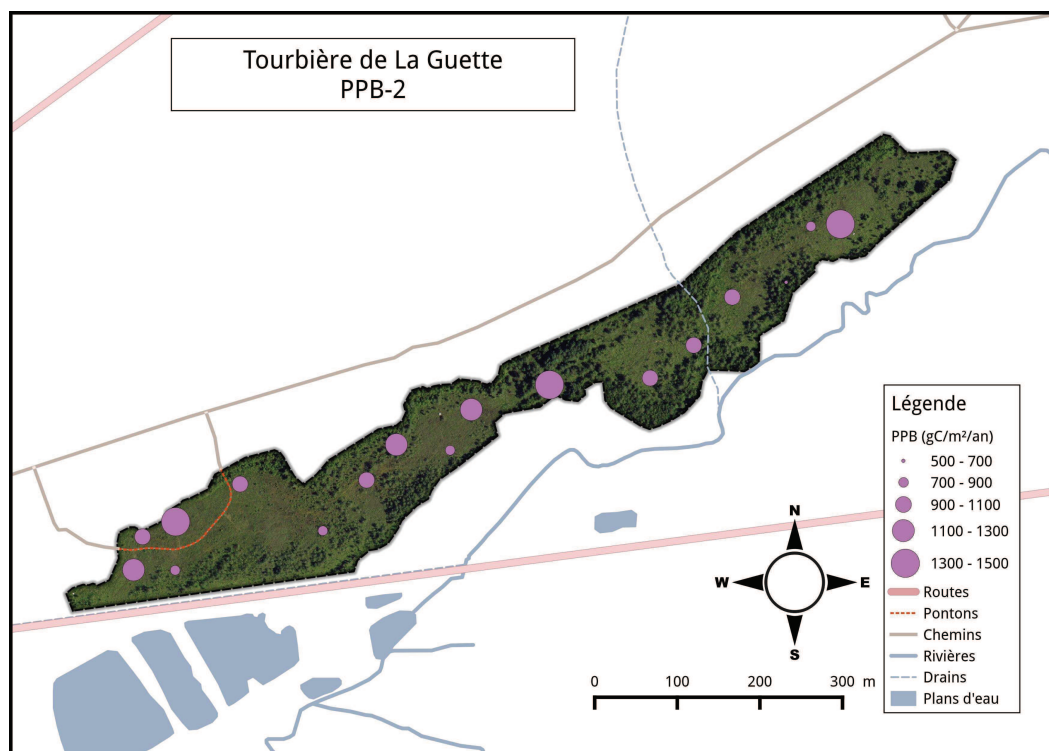 Tourbière de La Guette
PPB-2
Légende
PPB (gC/m²/an)
500 - 700
700 - 900
900 - 1100
1100 - 1300
1300 - 1500
Routes
Pontons
Chemins
Rivières
Drains
Plans d'eau
N
W E
S
0 100 200 300 m